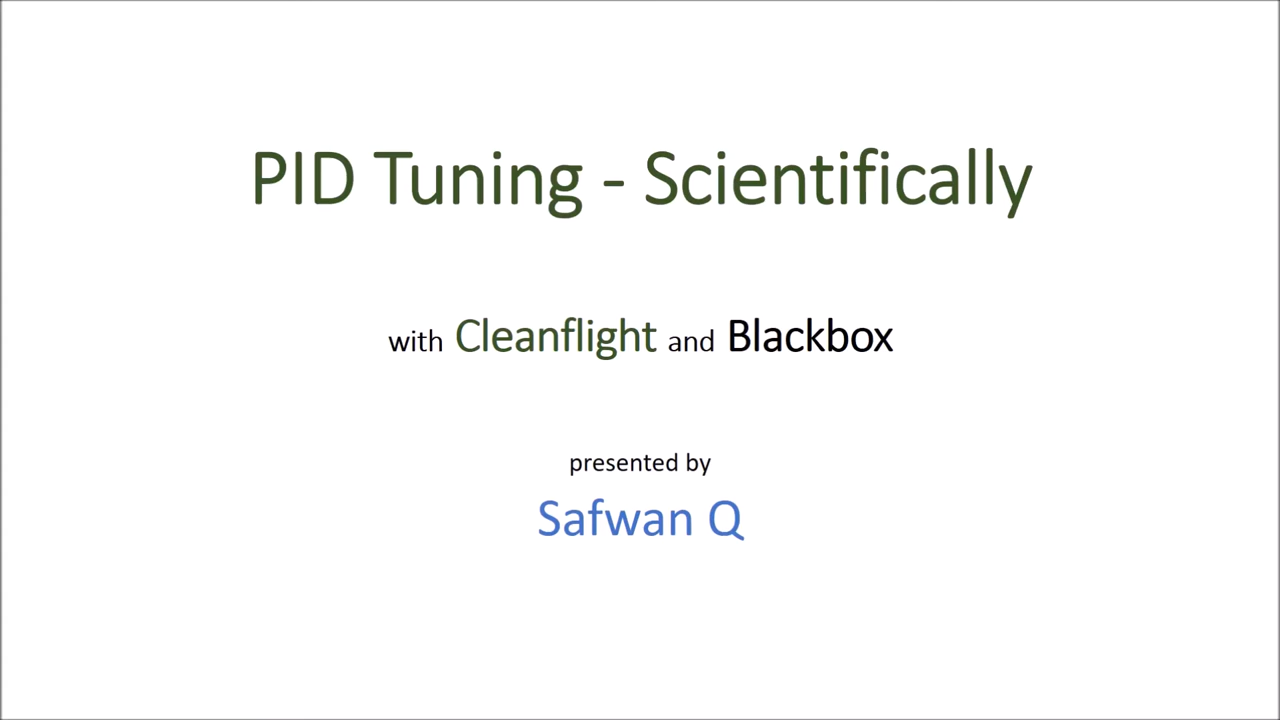 PID Tuning - Scientifically
with Cleanflight and Blackbox
presented by
Safwan Q